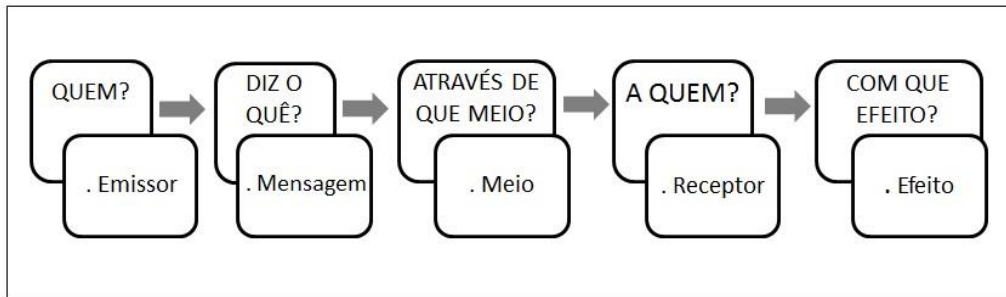 QUEM?
. Emissor
DIZ O
QUÊ?
. Mensagem
ATRAVÉS DE
QUE MEIO?
. Meio
A QUEM?
. Receptor
COM QUE
EFEITO?
. Efeito